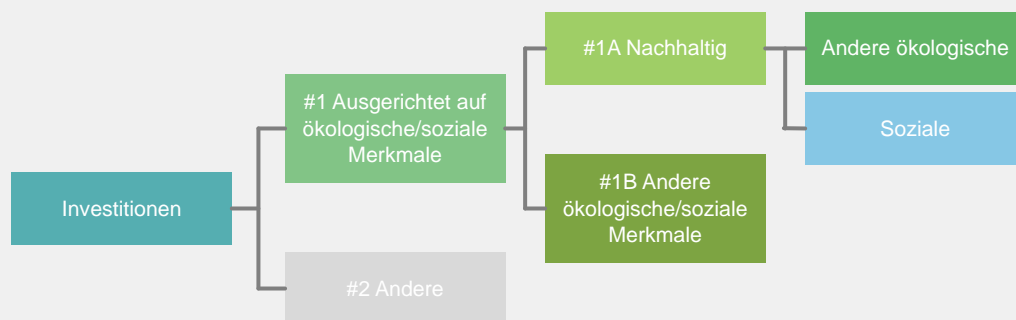 Investitionen
#1 Ausgerichtet auf
ökologische/soziale
Merkmale
#2 Andere
#1A Nachhaltig
#1B Andere
ökologische/soziale
Merkmale
Andere ökologische
Soziale